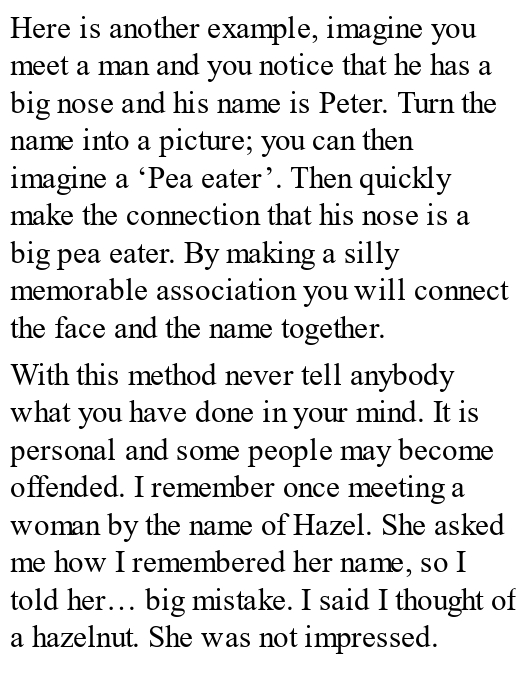 Here is another example, imagine you
meet a man and you notice that he has a
big nose and his name is Peter. Turn the
name into a picture; you can then
imagine a ‘Pea eater’. Then quickly
make the connection that his nose is a
big pea eater. By making a silly
memorable association you will connect
the face and the name together.
With this method never tell anybody
what you have done in your mind. It is
personal and some people may become
offended. I remember once meeting a
woman by the name of Hazel. She asked
me how I remembered her name, so I
told her… big mistake. I said I thought of
a hazelnut. She was not impressed.